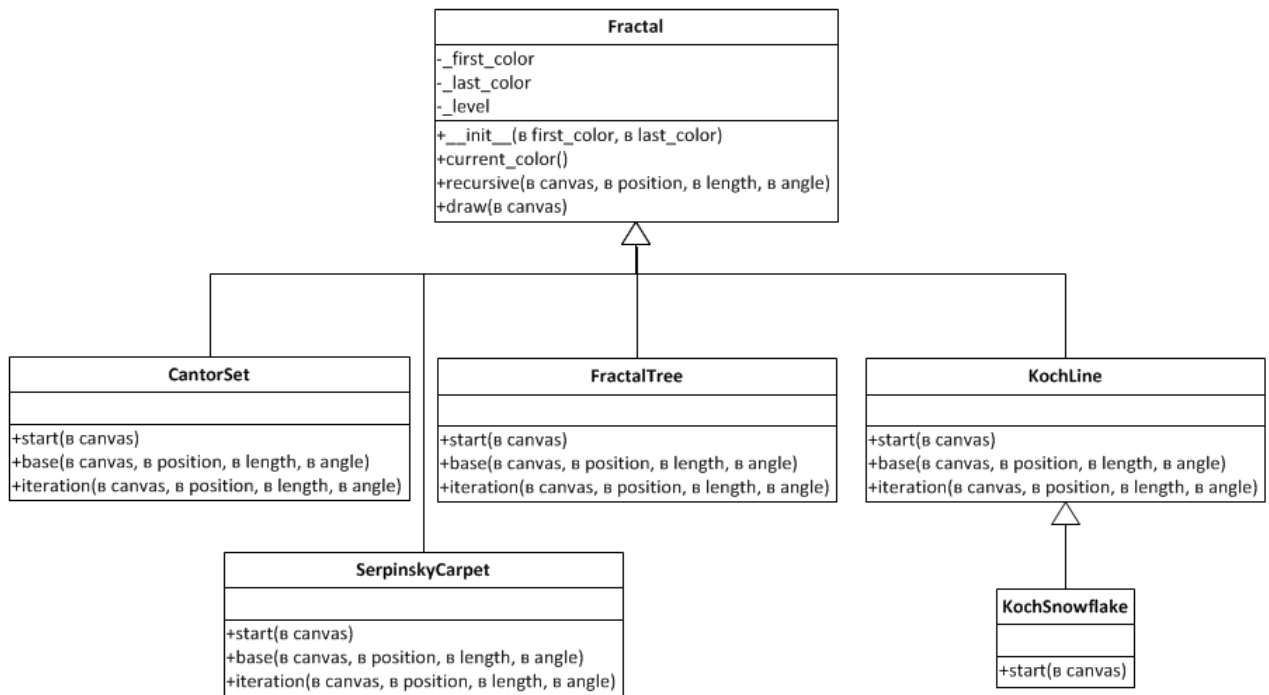 Fractal
-_first_color
-_last_color
-_level
+__init__(в first_color, в last_color)
+current_color()
+recursive(в canvas, в position, в length, в angle)
+draw(в canvas)
CantorSet
+start(в canvas)
+base(в canvas, в position, в length, в angle)
+iteration(в canvas, в position, в length, в angle)
FractalTree
+start(в canvas)
+base(в canvas, в position, в length, в angle)
+iteration(в canvas, в position, в length, в angle)
KochLine
+start(в canvas)
+base(в canvas, в position, в length, в angle)
+iteration(в canvas, в position, в length, в angle)
SerpinskyCarpet
+start(в canvas)
+base(в canvas, в position, в length, в angle)
+iteration(в canvas, в position, в length, в angle)
KochSnowflake
+start(в canvas)